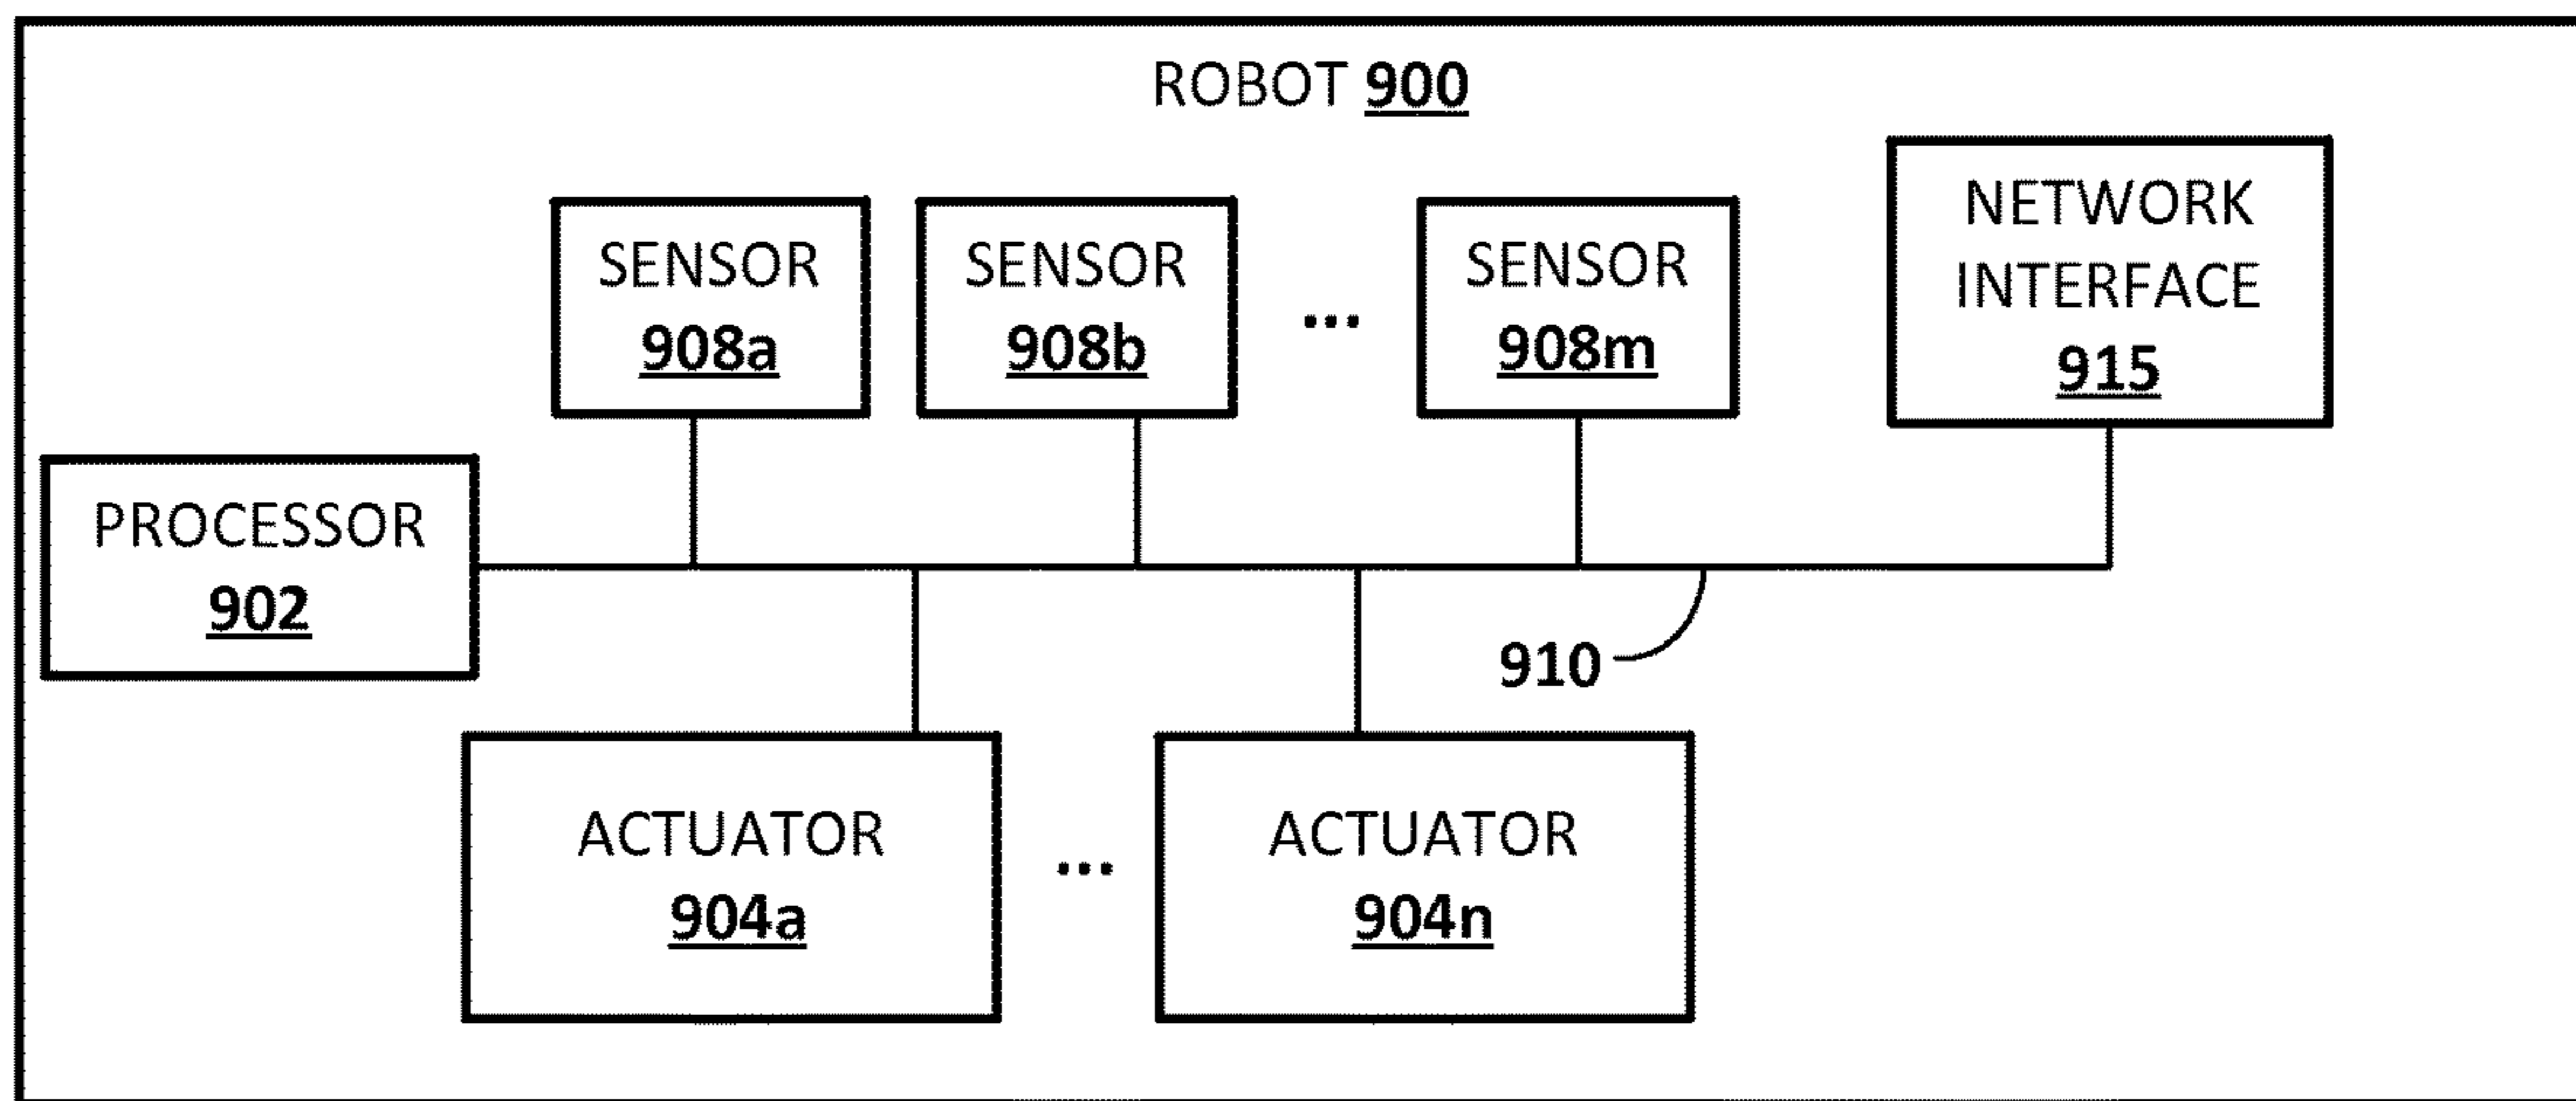 ROBOT 900
SENSOR
908a
SENSOR
908b
...
SENSOR
908m
NETWORK
INTERFACE
915
PROCESSOR
902
910
ACTUATOR
904a
...
ACTUATOR
904n